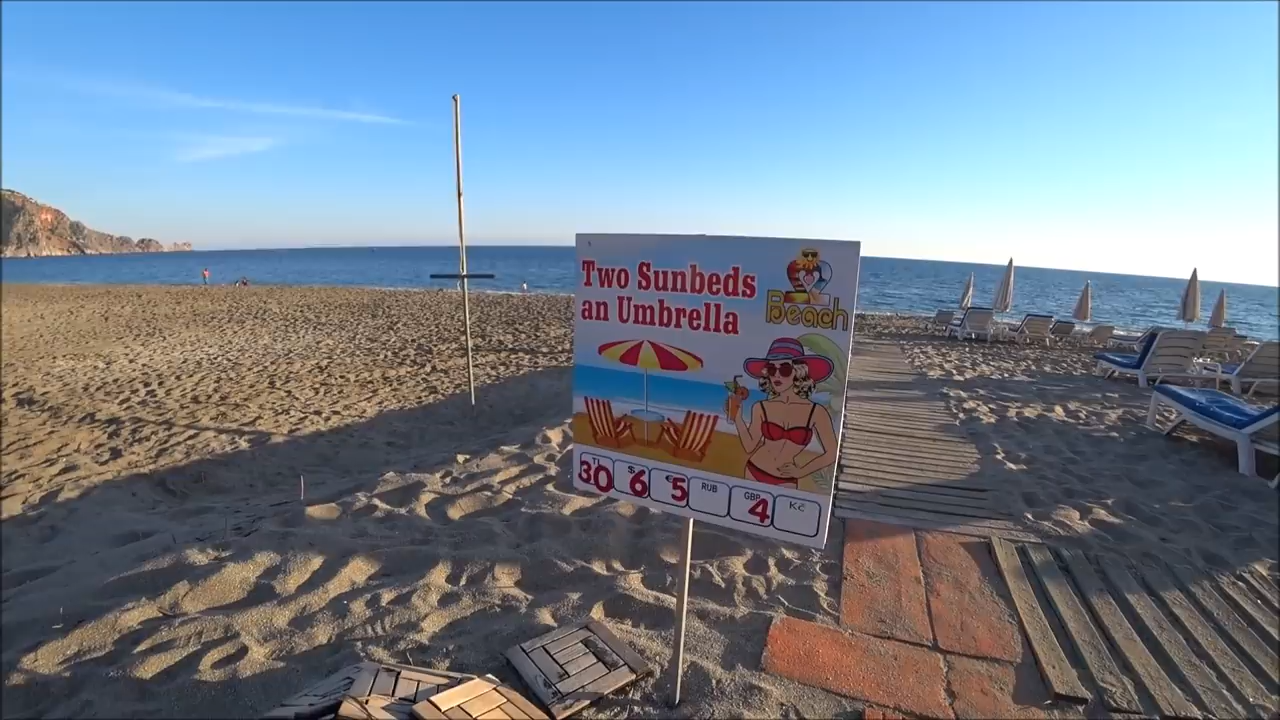 Two Sunbeds
an Umbrella
Beach
TL 30
$ 6
€ 5
RUB
GBP 4
Kč